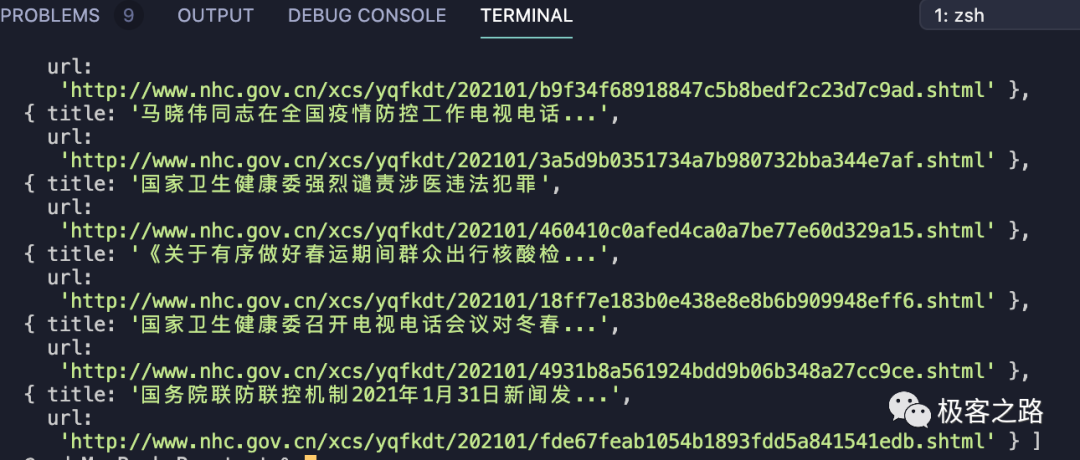 PROBLEMS 9 OUTPUT DEBUG CONSOLE TERMINAL 1: zsh
url:
'http://www.nhc.gov.cn/xcs/yqfkdt/202101/b9f34f68918847c5b8bedf2c23d7c9ad.shtml' },
{ title: '马晓伟同志在全国疫情防控工作电视电话...',
url:
'http://www.nhc.gov.cn/xcs/yqfkdt/202101/3a5d9b0351734a7b980732bba344e7af.shtml' },
{ title: '国家卫生健康委强烈谴责涉医违法犯罪',
url:
'http://www.nhc.gov.cn/xcs/yqfkdt/202101/460410c0afed4ca0a7be77e60d329a15.shtml' },
{ title: '《关于有序做好春运期间群众出行核酸检...',
url:
'http://www.nhc.gov.cn/xcs/yqfkdt/202101/18ff7e183b0e438e8e8b6b909948eff6.shtml' },
{ title: '国家卫生健康委召开电视电话会议对冬春...',
url:
'http://www.nhc.gov.cn/xcs/yqfkdt/202101/4931b8a561924bdd9b06b348a27cc9ce.shtml' },
{ title: '国务院联防联控机制2021年1月31日新闻发...',
url:
'http://www.nhc.gov.cn/xcs/yqfkdt/202101/fde67feab1054b1893fdd5a841541edb.shtml' } ]
极客之路